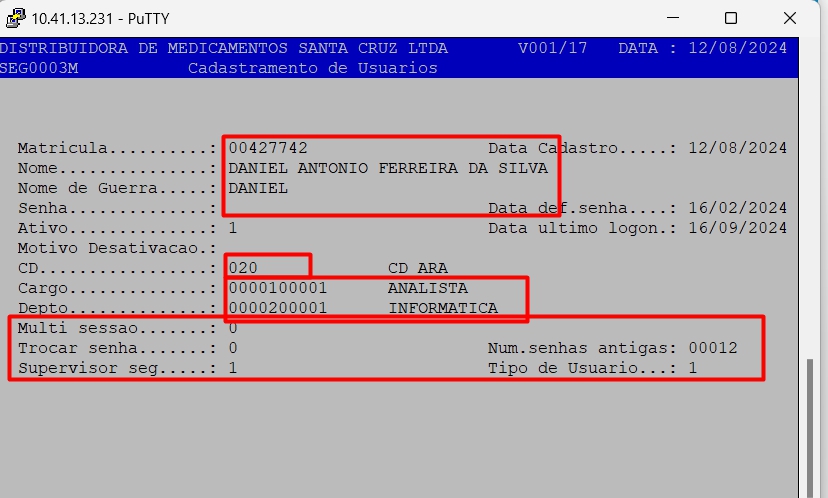 10.41.13.231 - PuTTY
DISTRIBUIDORA DE MEDICAMENTOS SANTA CRUZ LTDA V001/17 DATA : 12/08/2024
SEG0003M Cadastramento de Usuarios
Matricula..........: 00427742 Data Cadastro.....: 12/08/2024
Nome...............: DANIEL ANTONIO FERREIRA DA SILVA
Nome de Guerra.....: DANIEL
Senha..............: Data def.senha....: 16/02/2024
Ativo..............: 1 Data ultimo logon.: 16/09/2024
Motivo Desativacao.:
CD.................: 020 CD ARA
Cargo..............: 0000100001 ANALISTA
Depto..............: 0000200001 INFORMATICA
Multi sessao.......: 0
Trocar senha.......: 0 Num.senhas antigas: 00012
Supervisor seg.....: 1 Tipo de Usuario...: 1